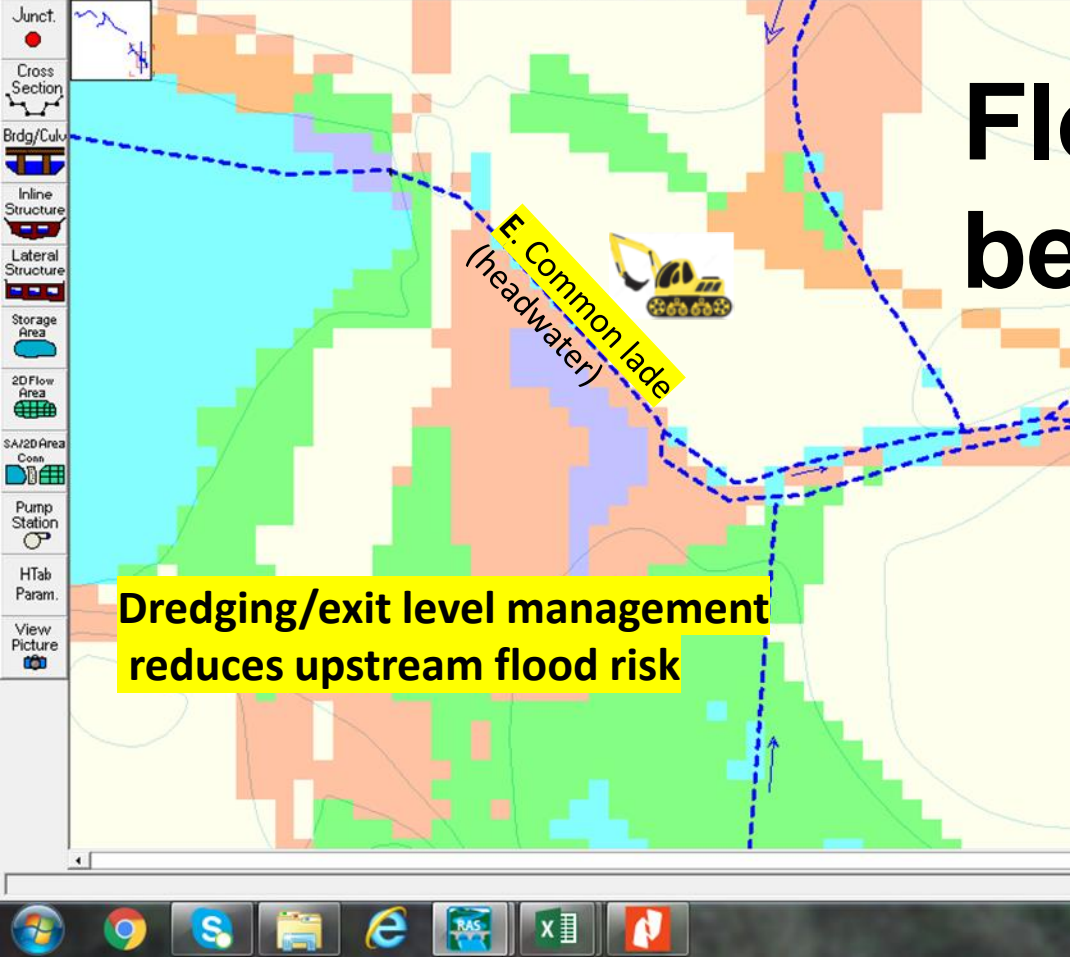 Junct.
Cross
Section
Brdg/Culv
Inline
Structure
Lateral
Structure
Storage
Area
2D Flow
Area
SA/2D Area
Conn
Pump
Station
HTab
Param.
View
Picture
E. Common lade
(headwater)
Dredging/exit level management
reduces upstream flood risk
be
RAS